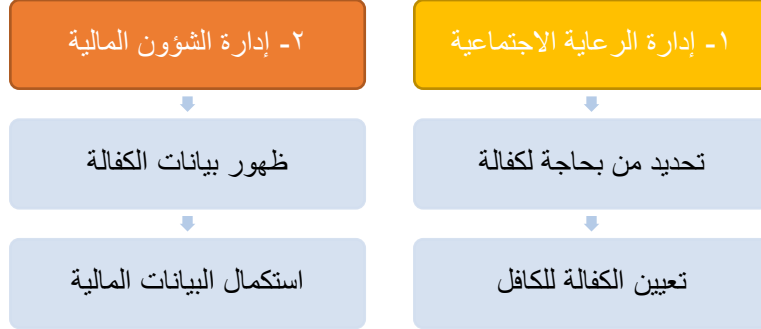 ١- إدارة الرعاية الاجتماعية
تحديد من بحاجة لكفالة
تعيين الكفالة للكافل
٢- إدارة الشؤون المالية
ظهور بيانات الكفالة
استكمال البيانات المالية